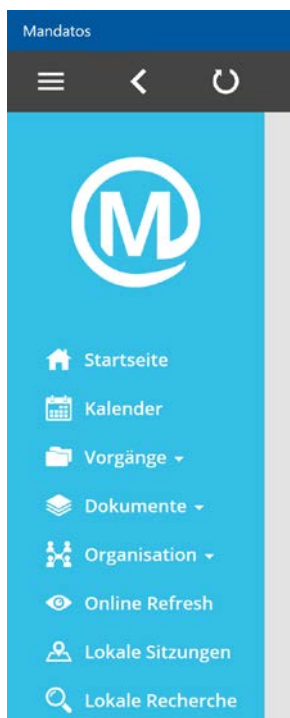 Mandatos
M
Startseite
Kalender
Vorgänge
Dokumente
Organisation
Online Refresh
Lokale Sitzungen
Lokale Recherche